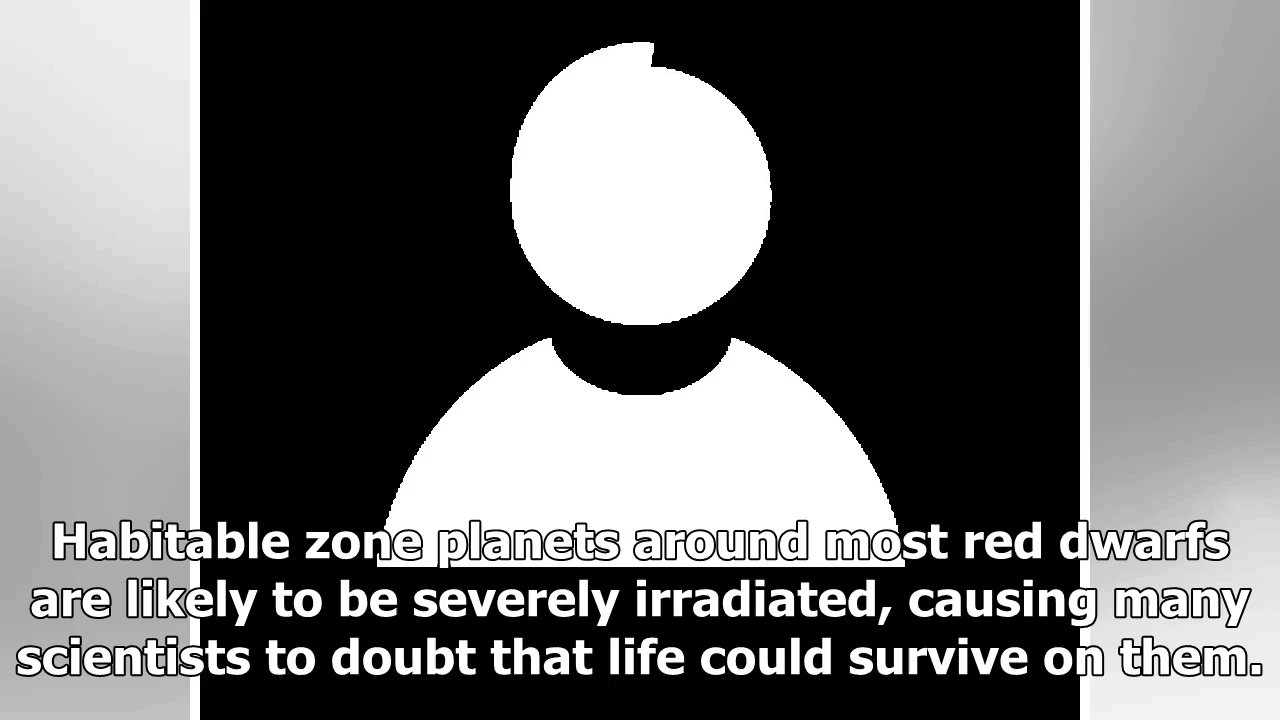 Habitable zone planets around most red dwarfs
are likely to be severely irradiated, causing many
scientists to doubt that life could survive on them.